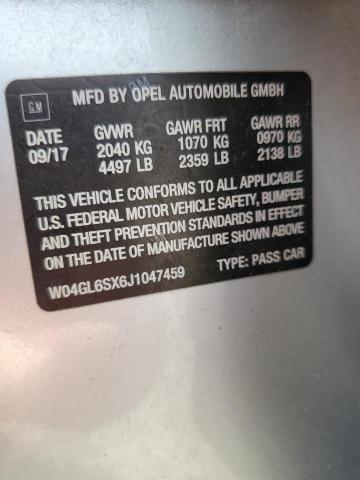 GM
MFD BY OPEL AUTOMOBILE GMBH
DATE GVWR GAWR FRT GAWR RR
09/17 2040 KG 1070 KG 0970 KG
4497 LB 2359 LB 2138 LB
THIS VEHICLE CONFORMS TO ALL APPLICABLE
U.S. FEDERAL MOTOR VEHICLE SAFETY, BUMPER
AND THEFT PREVENTION STANDARDS IN EFFECT
ON THE DATE OF MANUFACTURE SHOWN ABOVE
W04GL6SX6J1047459 TYPE: PASS CAR